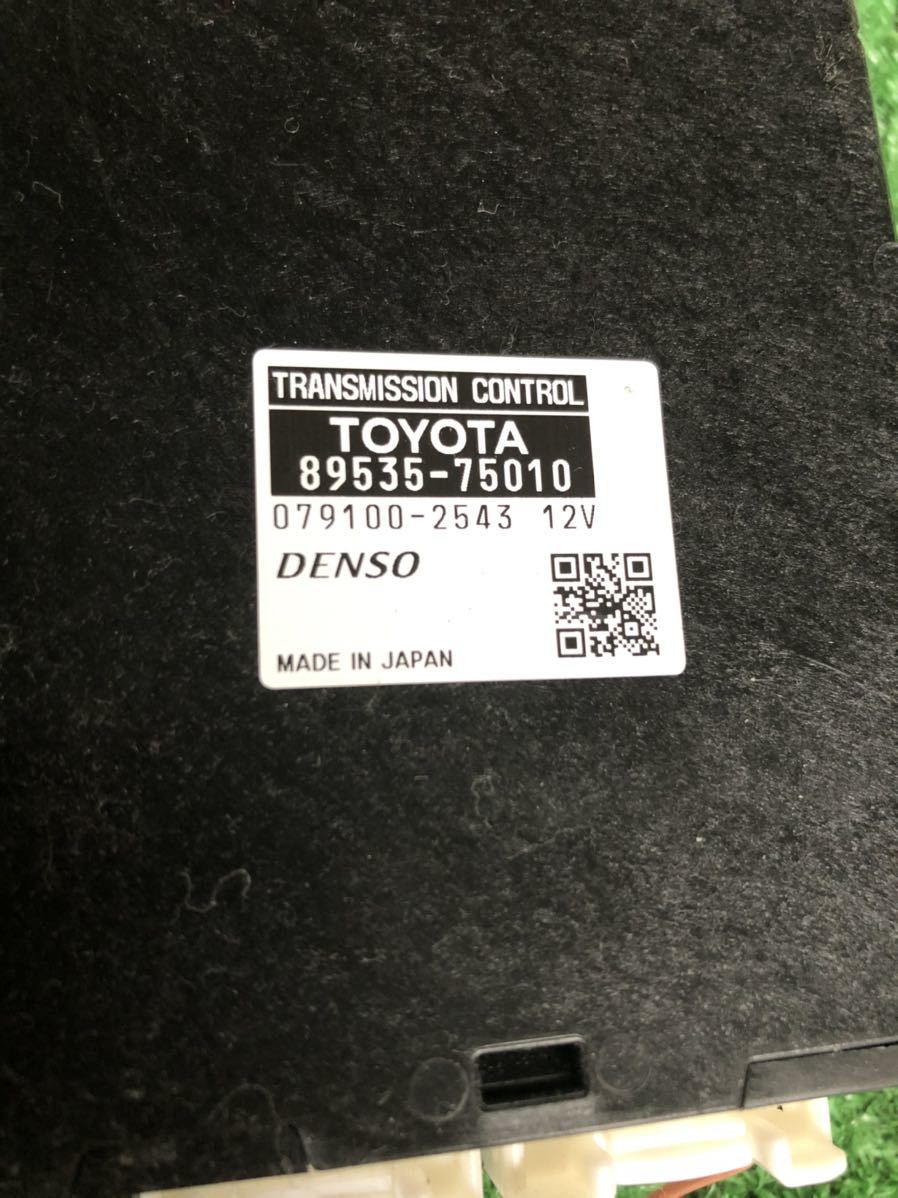 TRANSMISSION CONTROL
TOYOTA
89535-75010
079100-2543 12V
DENSO
MADE IN JAPAN